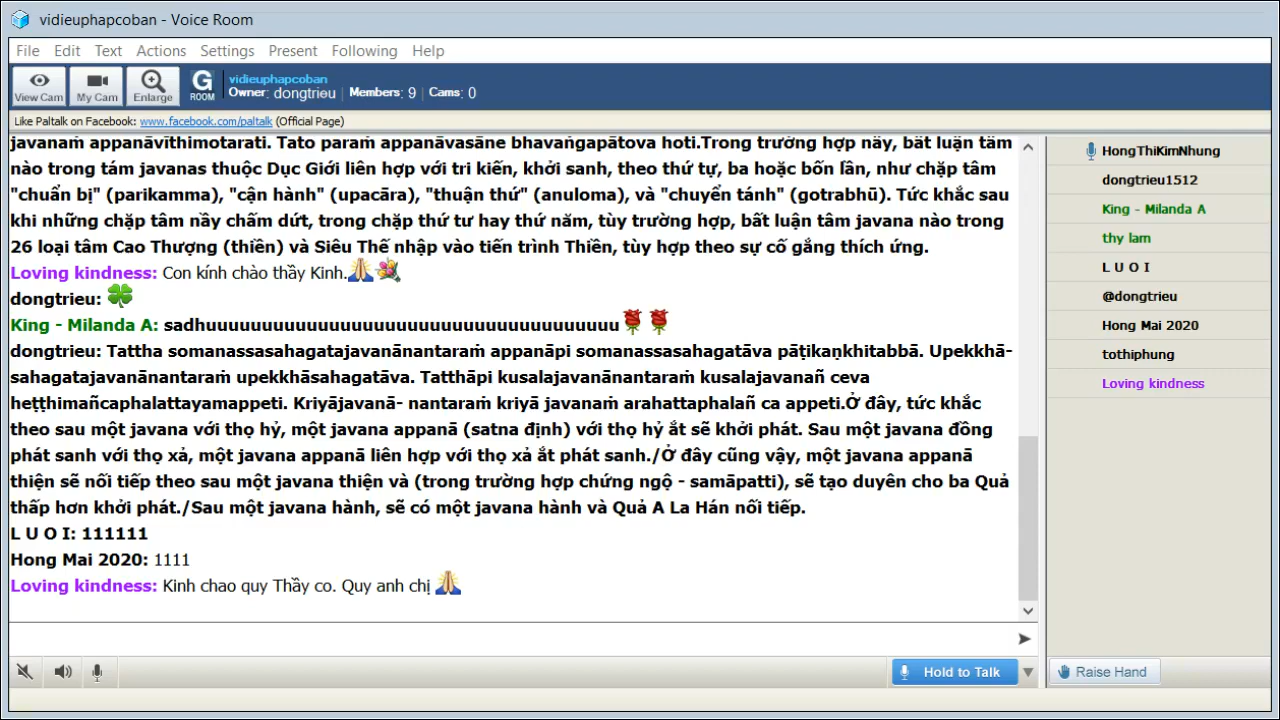 vidieuphapcoban - Voice Room
File Edit Text Actions Settings Present Following Help
View Cam My Cam Enlarge G ROOM vidieuphapcoban
Owner: dongtrieu | Members: 9 | Cams: 0
Like Paltalk on Facebook: www.facebook.com/paltalk (Official Page)
javanaṁ appanāvīthimotarati. Tato paraṁ appanāvasāne bhavaṅgapātova hoti.Trong trường hợp nầy, bất luận tâm
nào trong tám javanas thuộc Dục Giới liên hợp với tri kiến, khởi sanh, theo thứ tự, ba hoặc bốn lần, như chặp tâm
"chuẩn bị" (parikamma), "cận hành" (upacāra), "thuận thứ" (anuloma), và "chuyển tánh" (gotrabhū). Tức khắc sau
khi những chặp tâm nầy chấm dứt, trong chặp thứ tư hay thứ năm, tùy trường hợp, bất luận tâm javana nào trong
26 loại tâm Cao Thượng (thiền) và Siêu Thế nhập vào tiến trình Thiền, tùy hợp theo sự cố gắng thích ứng.
Loving kindness: Con kính chào thầy Kinh.🙏💐
dongtrieu: 🍀
King - Milanda A: sadhuuuuuuuuuuuuuuuuuuuuuuuuuuuuuuuuuuuuu🌹🌹
dongtrieu: Tattha somanassasahagatajavanānantaraṁ appanāpi somanassasahagatāva pāṭikaṇkhitabbā. Upekkhā-
sahagatajavanānantaraṁ upekkhāsahagatāva. Tatthāpi kusalajavanānantaraṁ kusalajavanañ ceva
heṭṭhimañcaphalattayamappeti. Kriyājavanā- nantaraṁ kriyā javanaṁ arahattaphalañ ca appeti.Ở đây, tức khắc
theo sau một javana với thọ hỷ, một javana appanā (satna định) với thọ hỷ ắt sẽ khởi phát. Sau một javana đồng
phát sanh với thọ xả, một javana appanā liên hợp với thọ xả ắt phát sanh./Ở đây cũng vậy, một javana appanā
thiện sẽ nối tiếp theo sau một javana thiện và (trong trường hợp chứng ngộ - samāpatti), sẽ tạo duyên cho ba Quả
thấp hơn khởi phát./Sau một javana hành, sẽ có một javana hành và Quả A La Hán nối tiếp.
L U O I: 111111
Hong Mai 2020: 1111
Loving kindness: Kinh chao quy Thầy co. Quy anh chị 🙏
Hold to Talk
HongThiKimNhung
dongtrieu1512
King - Milanda A
thy lam
L U O I
@dongtrieu
Hong Mai 2020
tothiphung
Loving kindness
Raise Hand